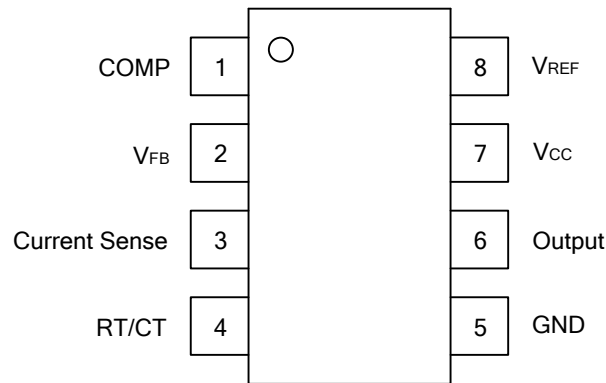 COMP 1 8 VREF
VFB 2 7 VCC
Current Sense 3 6 Output
RT/CT 4 5 GND